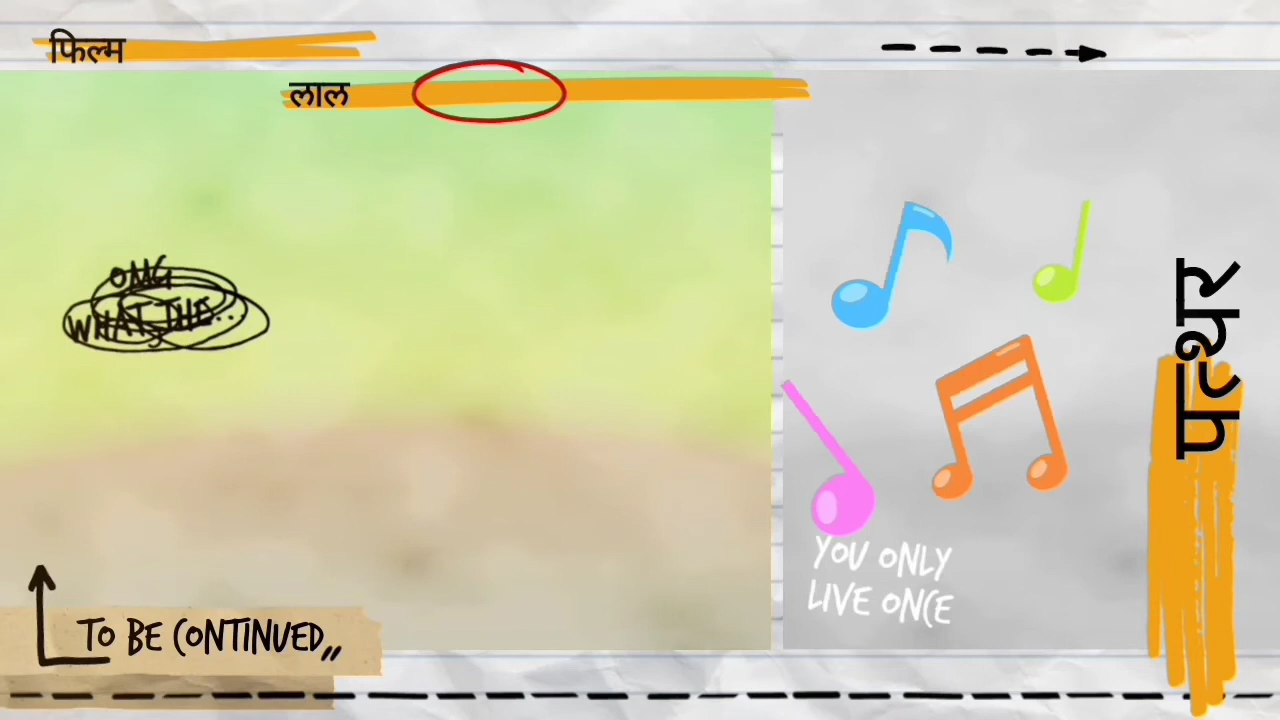 फिल्म
लाल
OMG
WHAT THE...
पत्थर
YOU ONLY
LIVE ONCE
TO BE CONTINUED,,